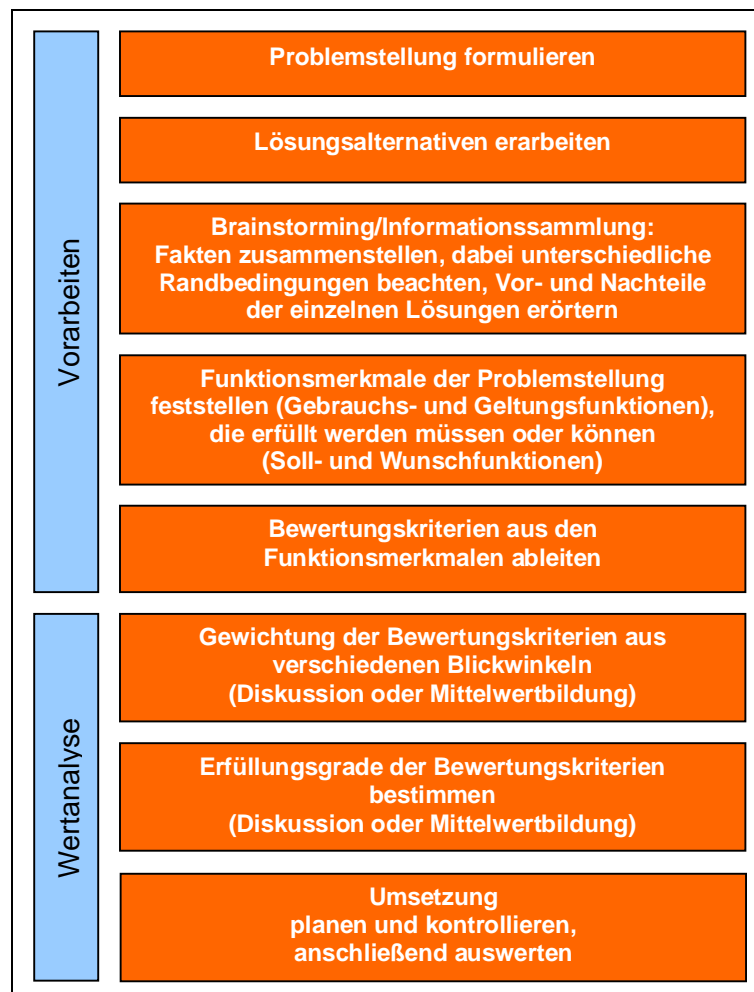 Vorarbeiten
Problemstellung formulieren
Lösungsalternativen erarbeiten
Brainstorming/Informationssammlung:
Fakten zusammenstellen, dabei unterschiedliche
Randbedingungen beachten, Vor- und Nachteile
der einzelnen Lösungen erörtern
Funktionsmerkmale der Problemstellung
feststellen (Gebrauchs- und Geltungsfunktionen),
die erfüllt werden müssen oder können
(Soll- und Wunschfunktionen)
Bewertungskriterien aus den
Funktionsmerkmalen ableiten
Wertanalyse
Gewichtung der Bewertungskriterien aus
verschiedenen Blickwinkeln
(Diskussion oder Mittelwertbildung)
Erfüllungsgrade der Bewertungskriterien
bestimmen
(Diskussion oder Mittelwertbildung)
Umsetzung
planen und kontrollieren,
anschließend auswerten